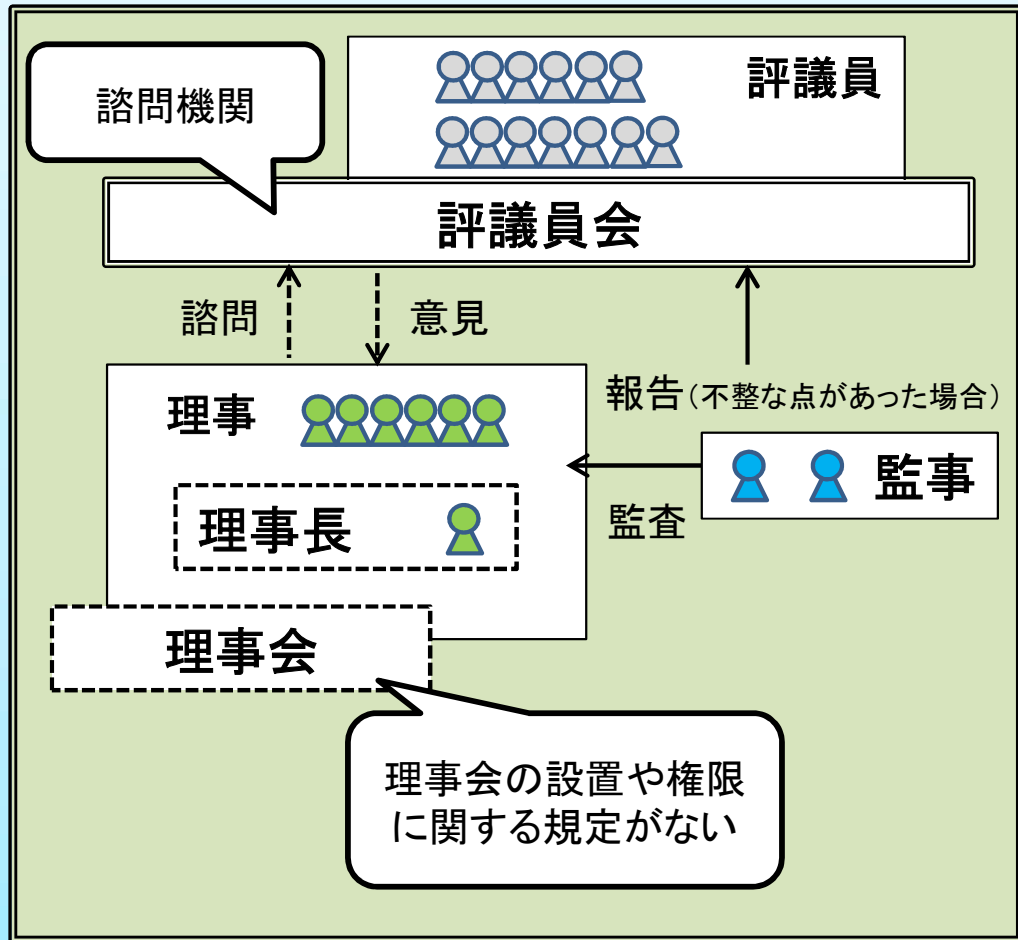 諮問機関
評議員
評議員会
諮問
意見
報告（不整な点があった場合）
理事
監事
監査
理事長
理事会
理事会の設置や権限
に関する規定がない